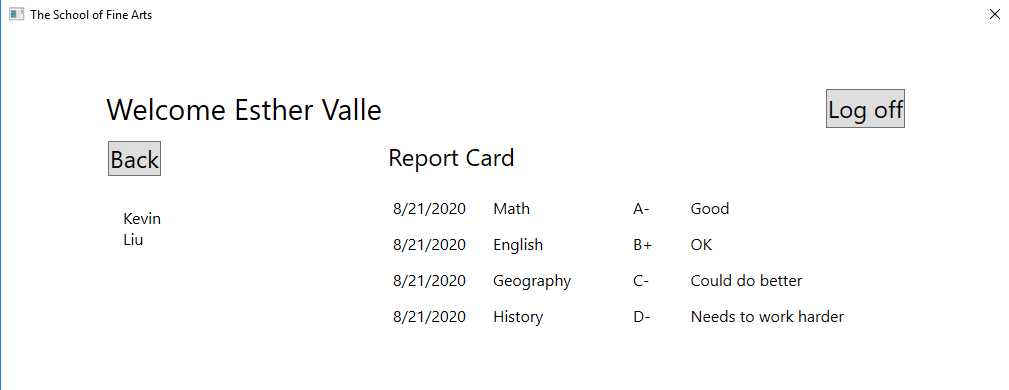 The School of Fine Arts
Welcome Esther Valle
Log off
Back
Report Card
Kevin
Liu
8/21/2020 Math A- Good
8/21/2020 English B+ OK
8/21/2020 Geography C- Could do better
8/21/2020 History D- Needs to work harder